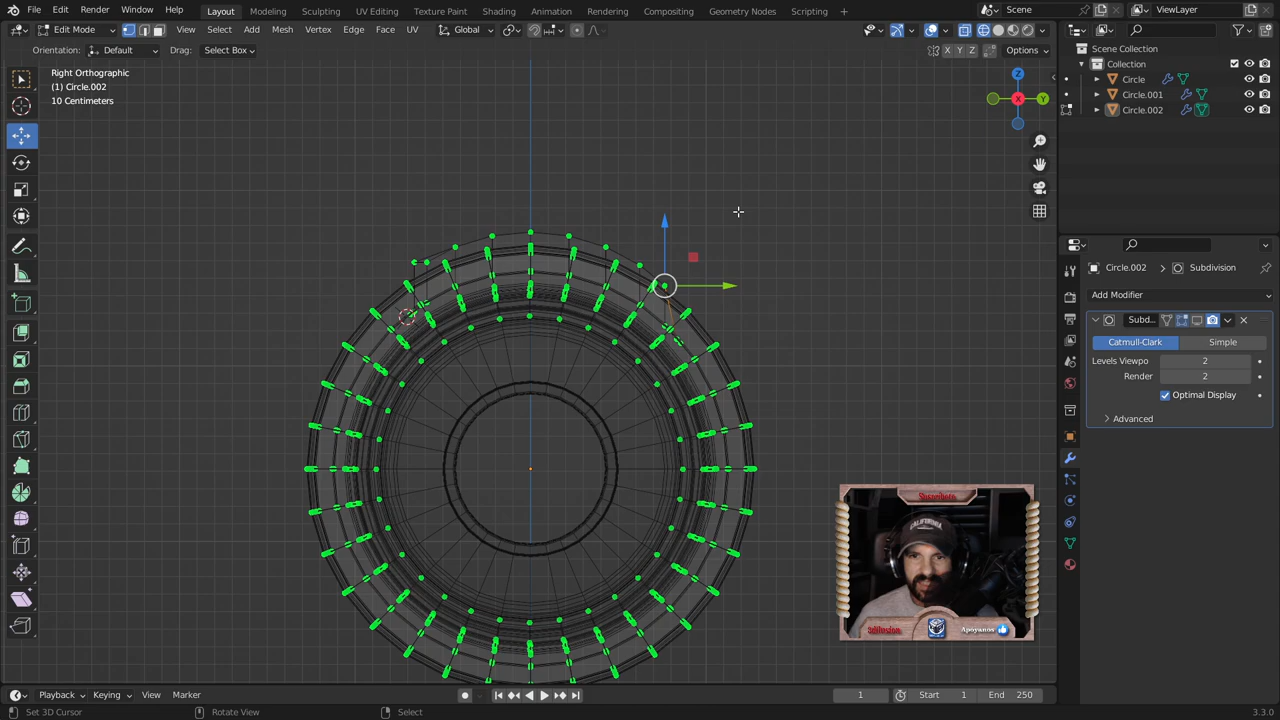 File Edit Render Window Help Layout Modeling Sculpting UV Editing Texture Paint Shading Animation Rendering Compositing Geometry Nodes Scripting Scene ViewLayer
Edit Mode View Select Add Mesh Vertex Edge Face UV Global
Orientation: Default Drag: Select Box X Y Z Options
Right Orthographic
(1) Circle.002
10 Centimeters
Z
X
Y
Scene Collection
Collection
Circle
Circle.001
Circle.002
Circle.002 Subdivision
Add Modifier
Subd..
Catmull-Clark Simple
Levels Viewpo 2
Render 2
Optimal Display
Advanced
CALIFORNIA
Apoyanos
Playback Keying View Marker 1 Start 1 End 250
Set 3D Cursor Rotate View Select 3.3.0